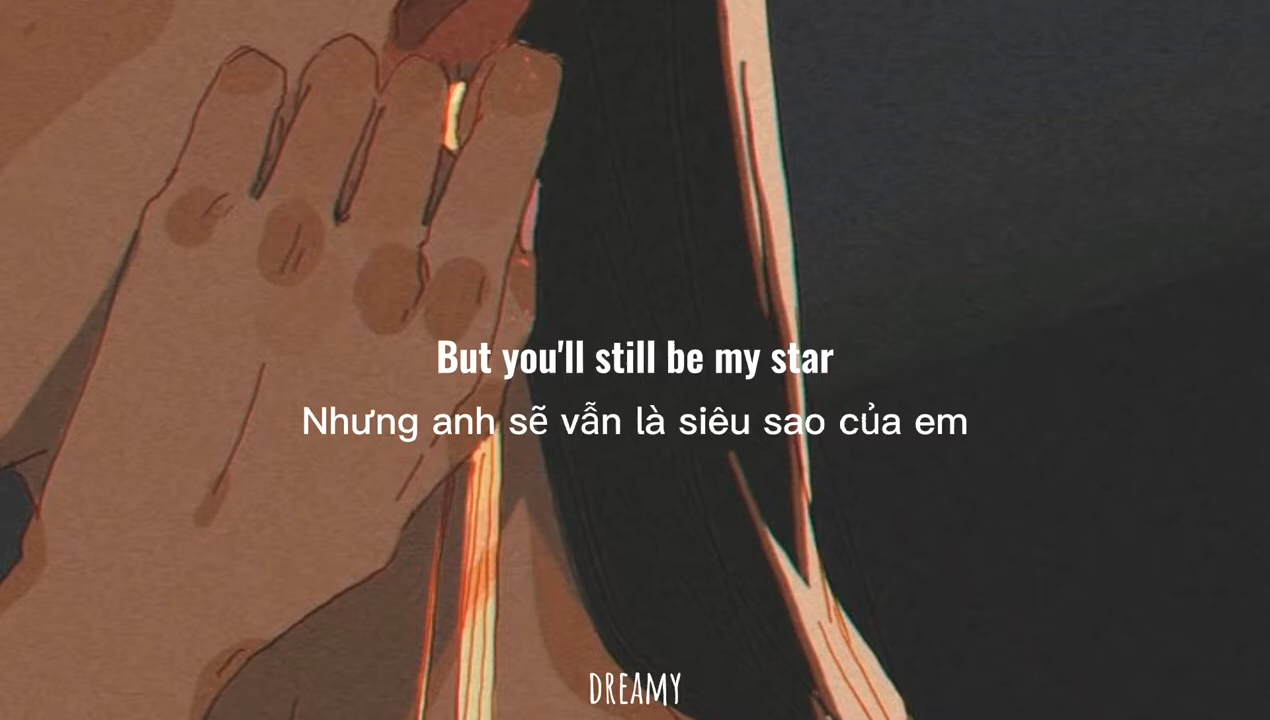 But you'll still be my star
Nhưng anh sẽ vẫn là siêu sao của em
DREAMY